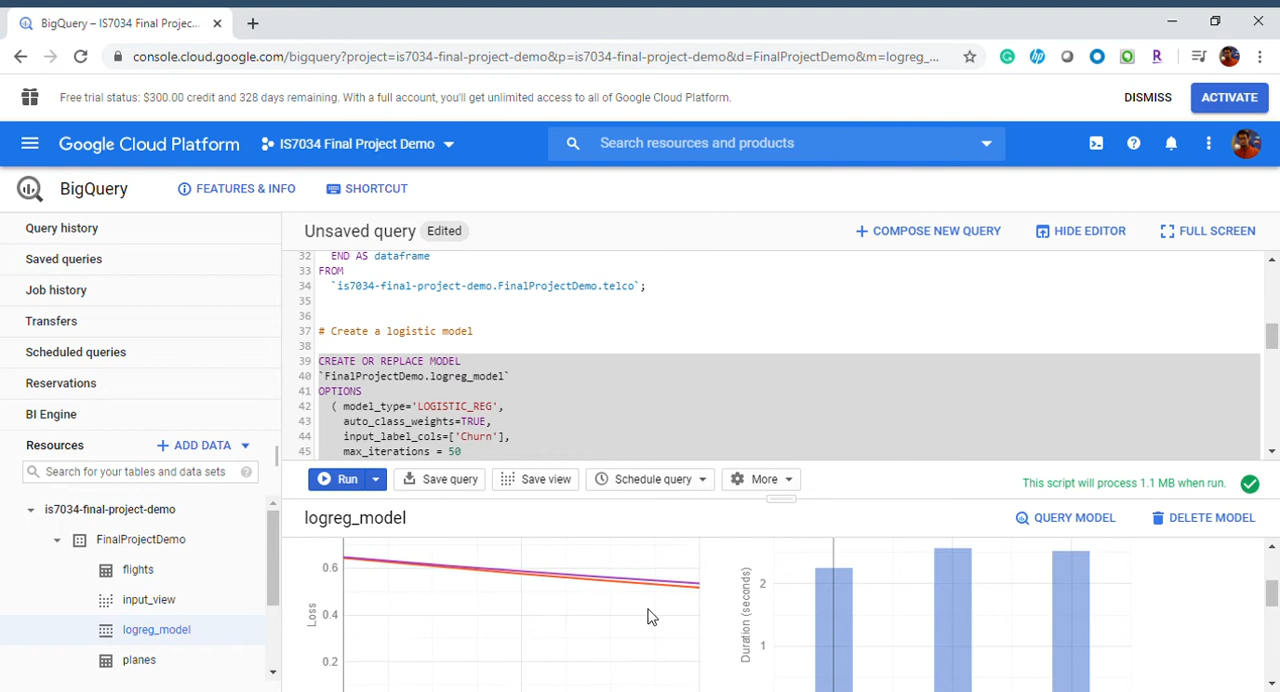 BigQuery – IS7034 Final Projec...
console.cloud.google.com/bigquery?project=is7034-final-project-demo&p=is7034-final-project-demo&d=FinalProjectDemo&m=logreg_...
Free trial status: $300.00 credit and 328 days remaining. With a full account, you'll get unlimited access to all of Google Cloud Platform.
DISMISS
ACTIVATE
Google Cloud Platform
IS7034 Final Project Demo
Search resources and products
BigQuery
FEATURES & INFO
SHORTCUT
Query history
Saved queries
Job history
Transfers
Scheduled queries
Reservations
BI Engine
Resources
+ ADD DATA
Search for your tables and data sets
is7034-final-project-demo
FinalProjectDemo
flights
input_view
logreg_model
planes
Unsaved query
Edited
+ COMPOSE NEW QUERY
HIDE EDITOR
FULL SCREEN
32 END AS dataframe
33 FROM
34 `is7034-final-project-demo.FinalProjectDemo.telco`;
35
36
37 # Create a logistic model
38
39 CREATE OR REPLACE MODEL
40 `FinalProjectDemo.logreg_model`
41 OPTIONS
42 ( model_type='LOGISTIC_REG',
43 auto_class_weights=TRUE,
44 input_label_cols=['Churn'],
45 max_iterations = 50
Run
Save query
Save view
Schedule query
More
This script will process 1.1 MB when run.
logreg_model
QUERY MODEL
DELETE MODEL
Loss
0.6
0.4
0.2
Duration (seconds)
2
1